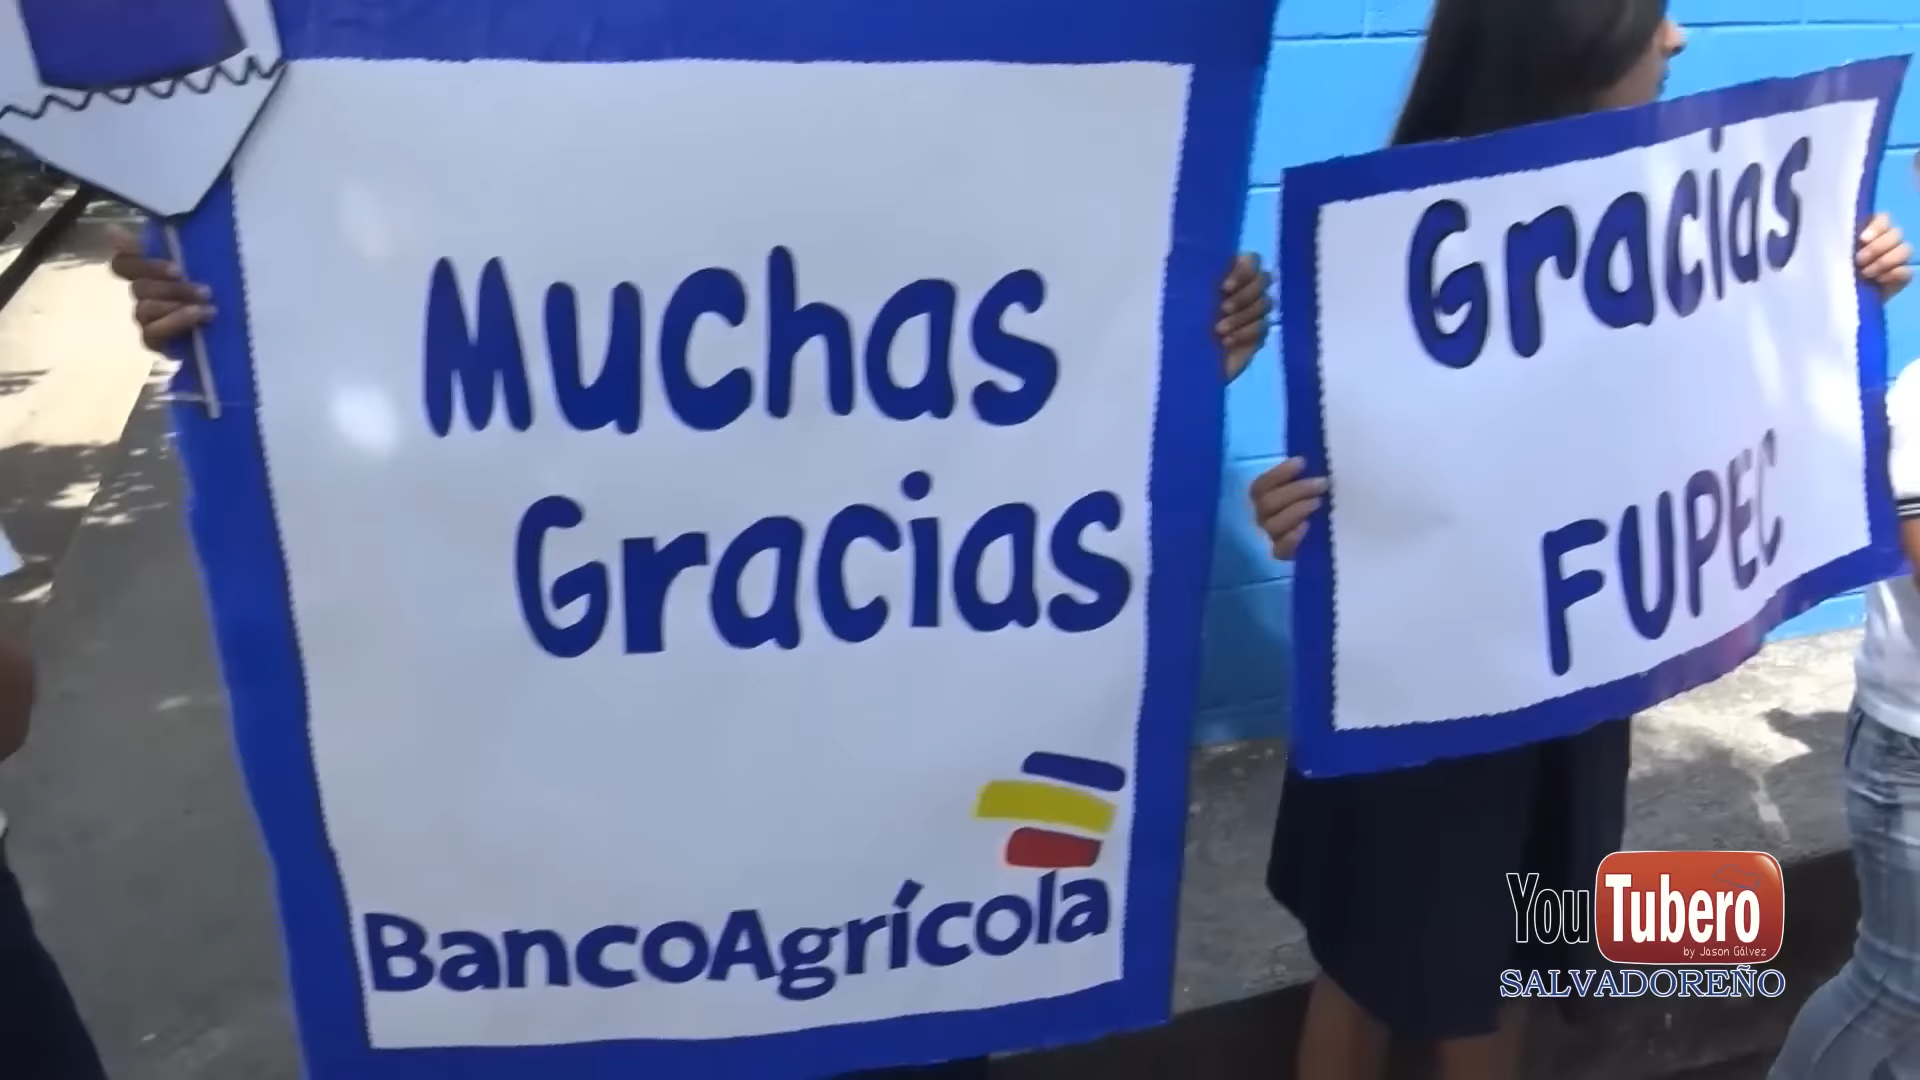 Muchas
Gracias
BancoAgrícola
Gracias
FUPEC
YouTubero
by Jason Gálvez
SALVADOREÑO